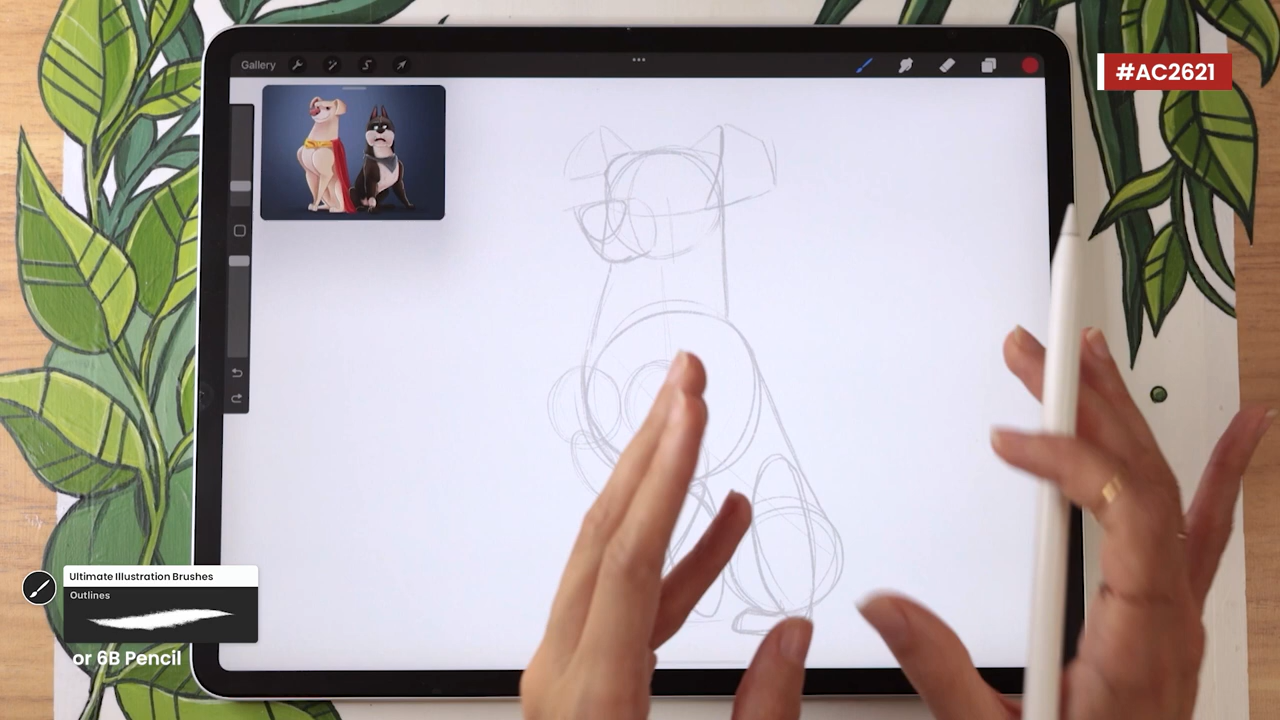 Gallery
#AC2621
Ultimate Illustration Brushes
Outlines
or 6B Pencil